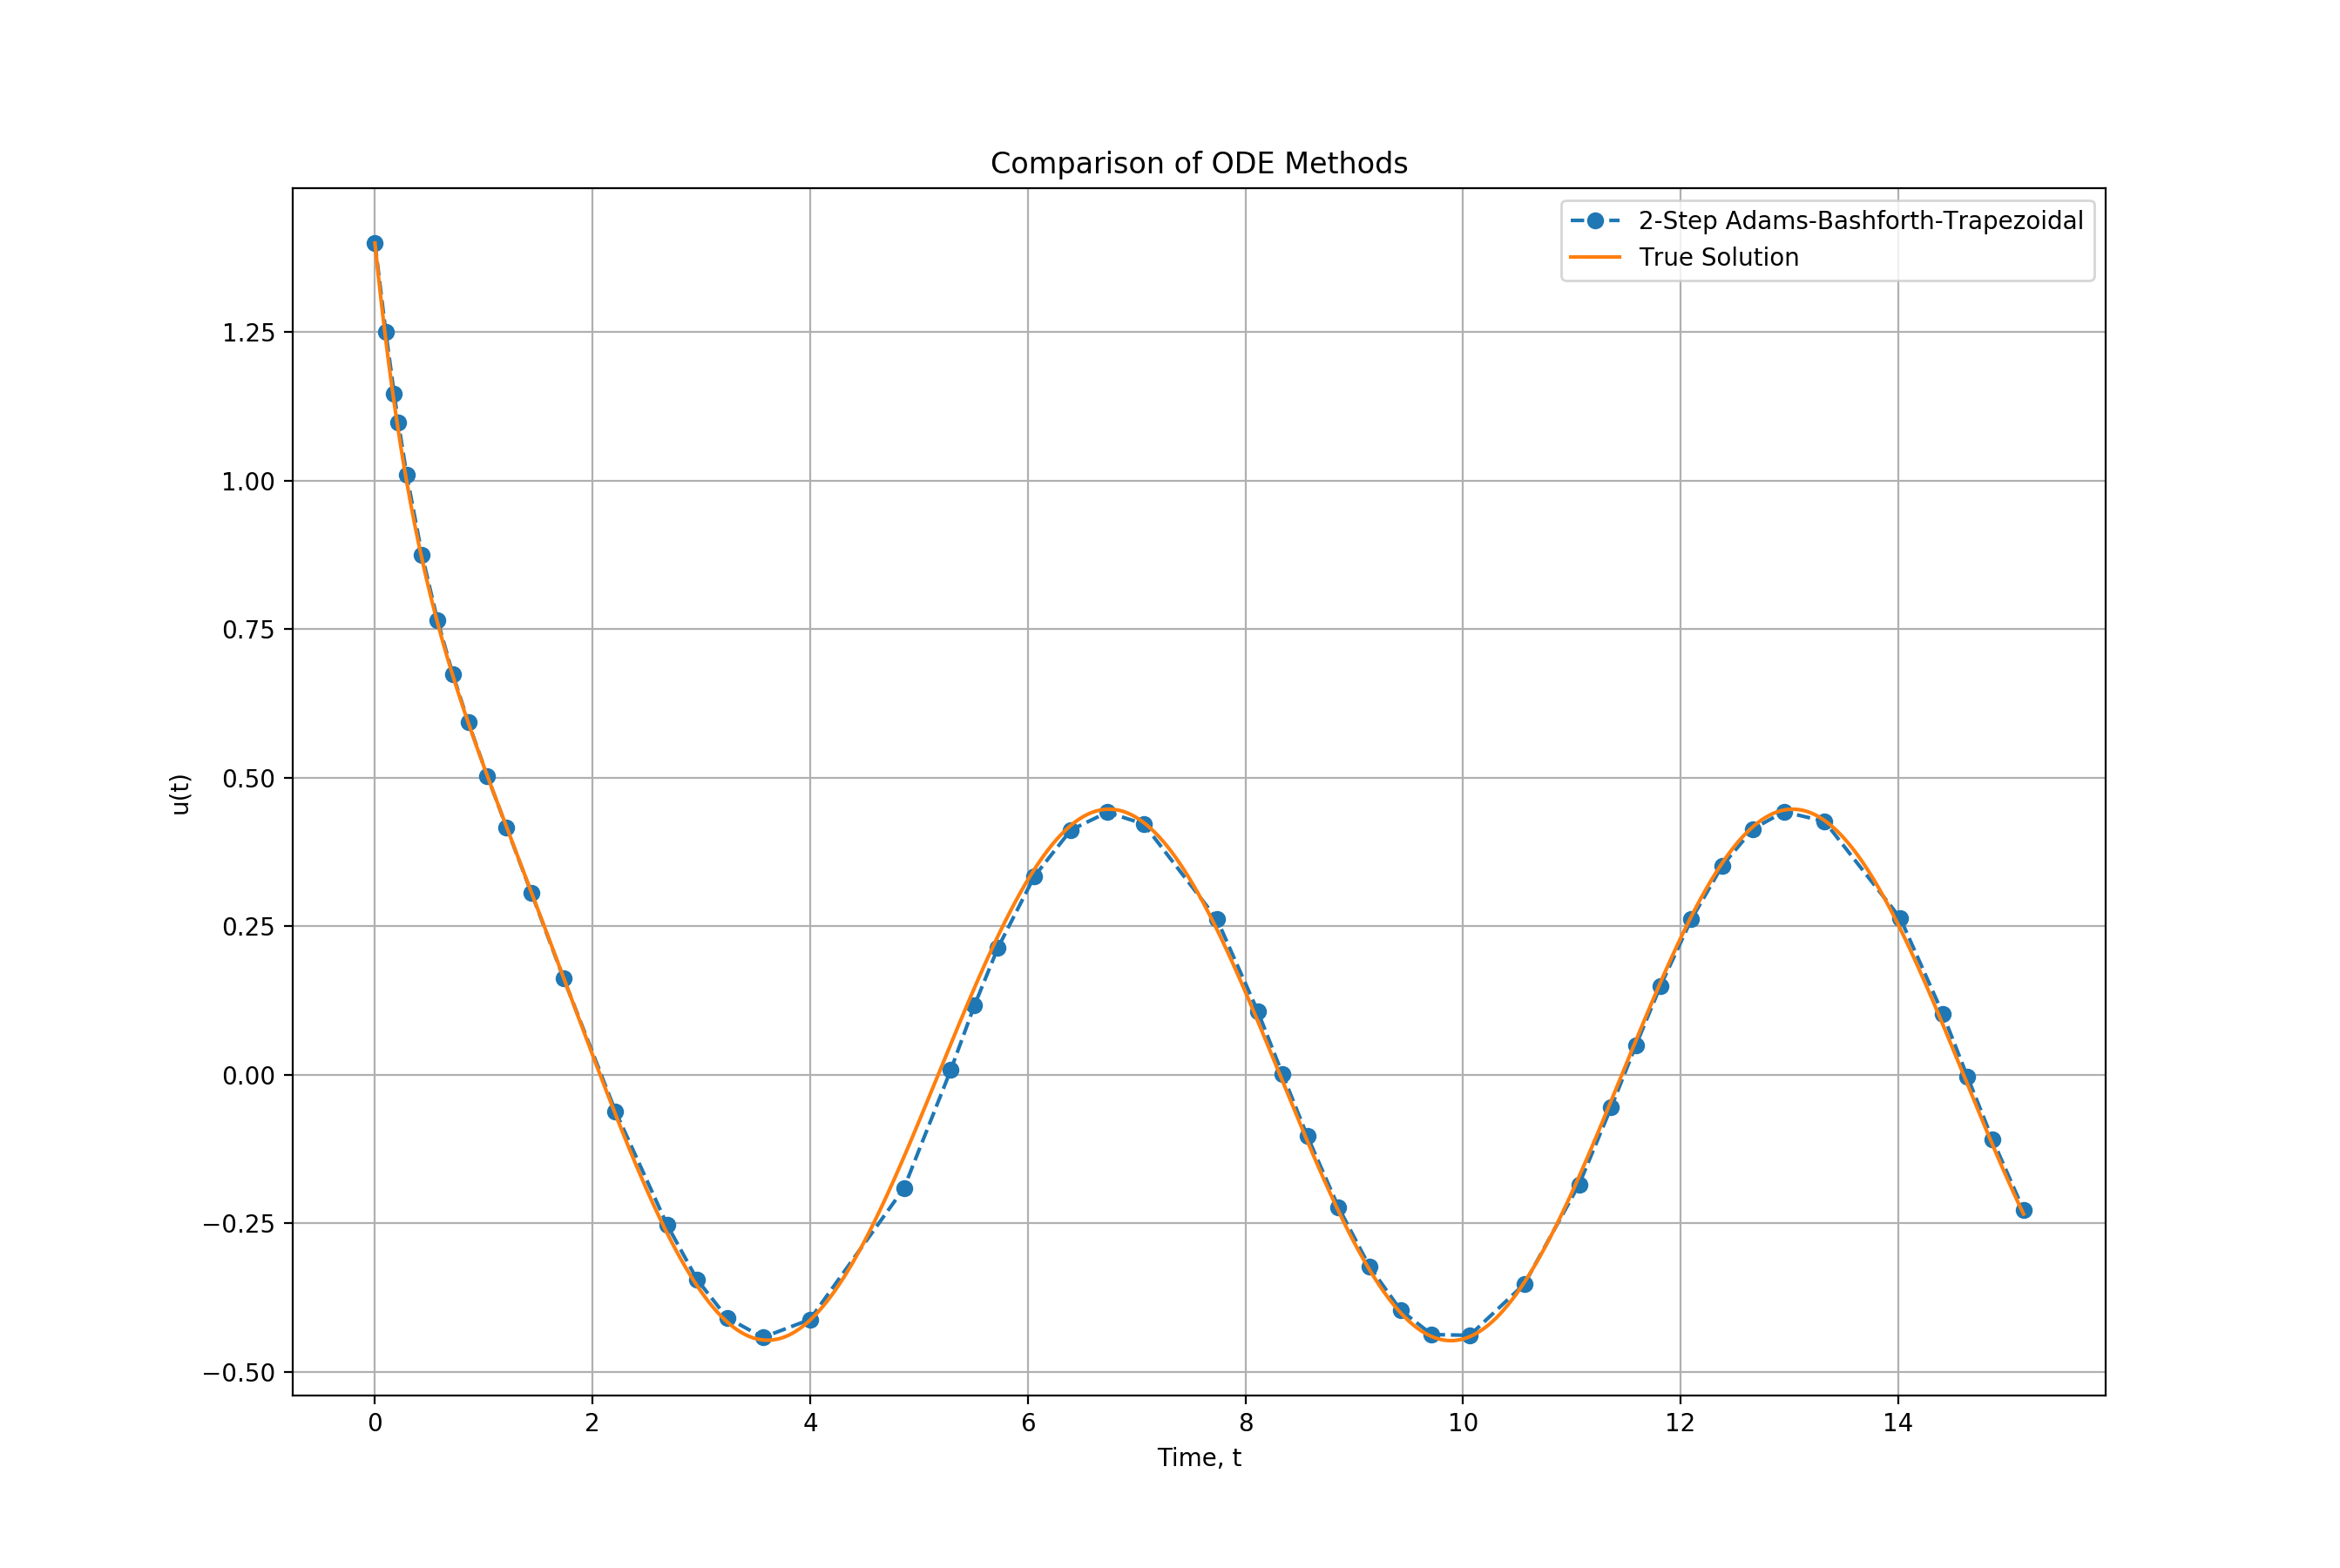 Comparison of ODE Methods
2-Step Adams-Bashforth-Trapezoidal
True Solution
1.25
1.00
0.75
0.50
0.25
0.00
−0.25
−0.50
u(t)
0 2 4 6 8 10 12 14
Time, t